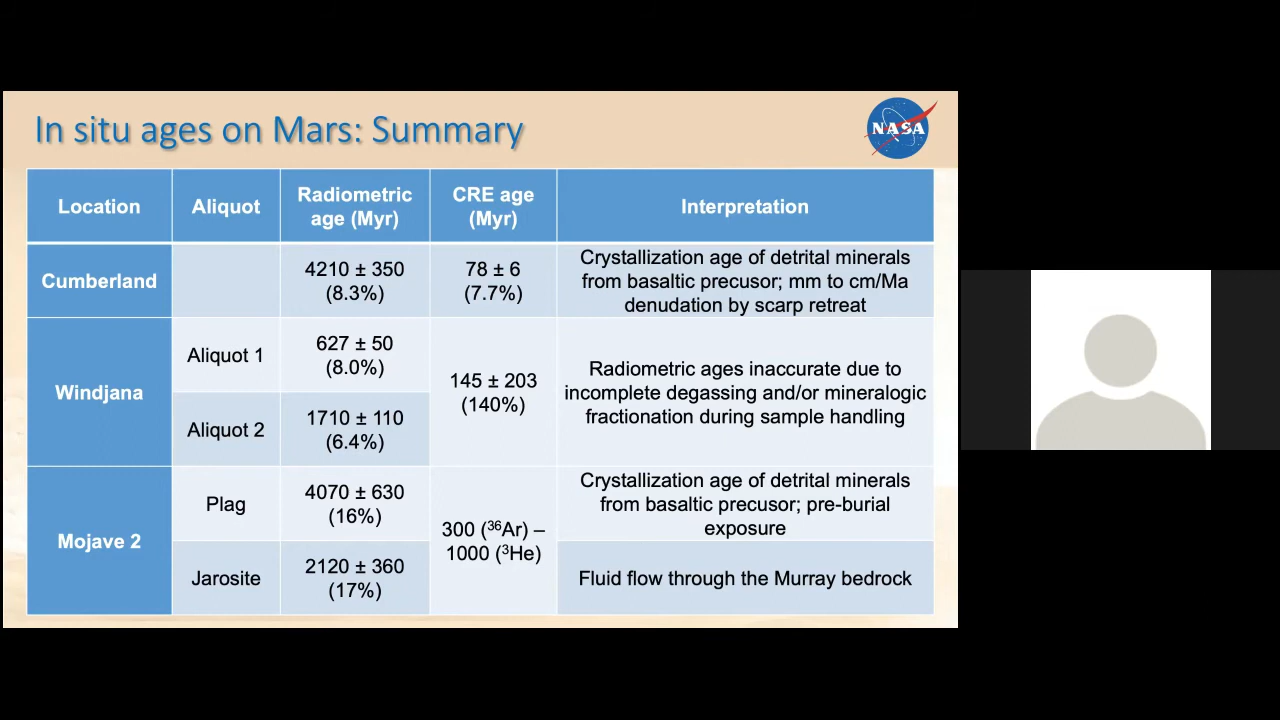 In situ ages on Mars: Summary
NASA
Location
Aliquot
Radiometric
age (Myr)
CRE age
(Myr)
Interpretation
Cumberland
4210 ± 350
(8.3%)
78 ± 6
(7.7%)
Crystallization age of detrital minerals
from basaltic precusor; mm to cm/Ma
denudation by scarp retreat
Windjana
Aliquot 1
627 ± 50
(8.0%)
145 ± 203
(140%)
Radiometric ages inaccurate due to
incomplete degassing and/or mineralogic
fractionation during sample handling
Aliquot 2
1710 ± 110
(6.4%)
Mojave 2
Plag
4070 ± 630
(16%)
300 (³⁶Ar) –
1000 (³He)
Crystallization age of detrital minerals
from basaltic precusor; pre-burial
exposure
Jarosite
2120 ± 360
(17%)
Fluid flow through the Murray bedrock